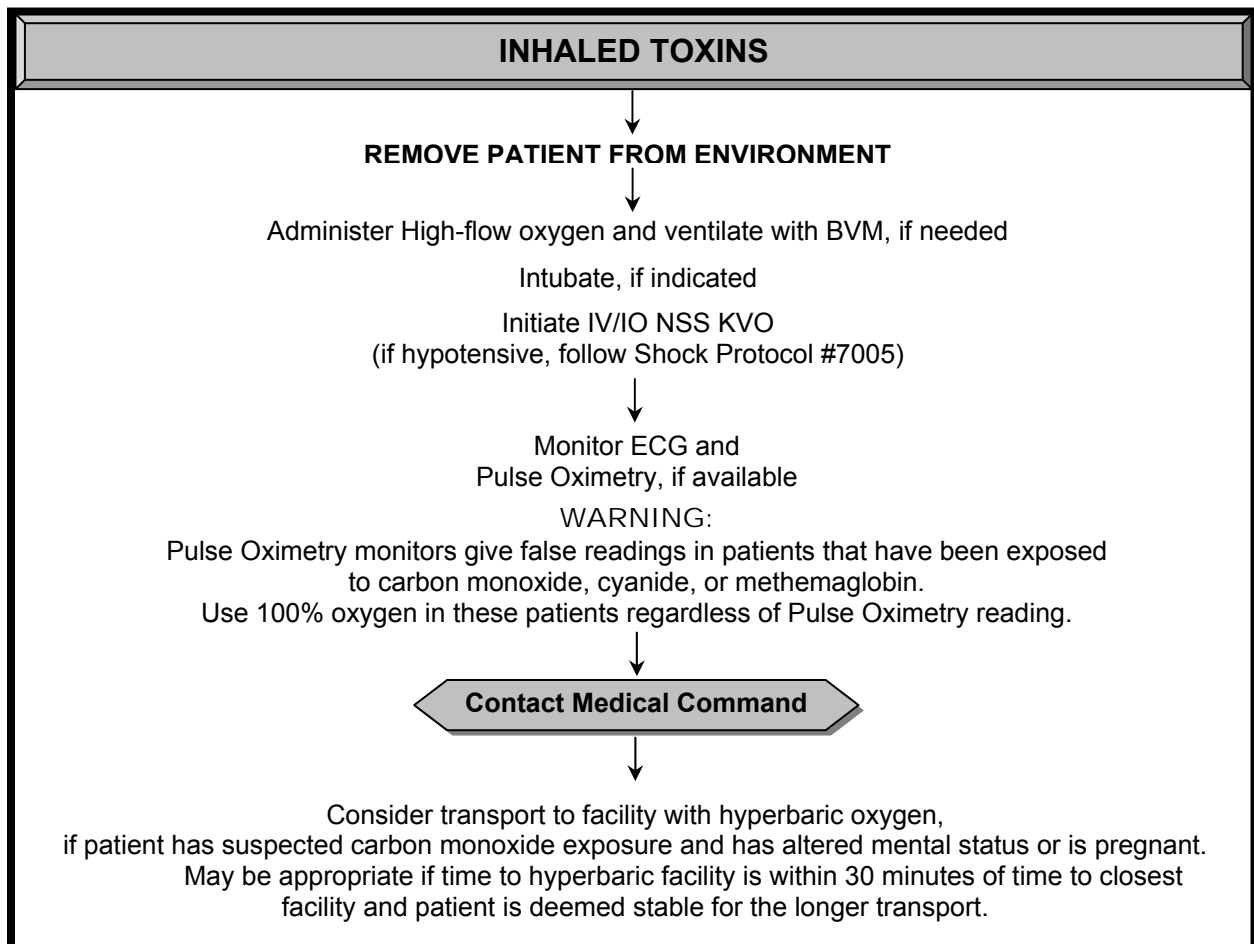 INHALED TOXINS
REMOVE PATIENT FROM ENVIRONMENT
Administer High-flow oxygen and ventilate with BVM, if needed
Intubate, if indicated
Initiate IV/IO NSS KVO
(if hypotensive, follow Shock Protocol #7005)
Monitor ECG and
Pulse Oximetry, if available
WARNING:
Pulse Oximetry monitors give false readings in patients that have been exposed
to carbon monoxide, cyanide, or methemaglobin.
Use 100% oxygen in these patients regardless of Pulse Oximetry reading.
Contact Medical Command
Consider transport to facility with hyperbaric oxygen,
if patient has suspected carbon monoxide exposure and has altered mental status or is pregnant.
May be appropriate if time to hyperbaric facility is within 30 minutes of time to closest
facility and patient is deemed stable for the longer transport.